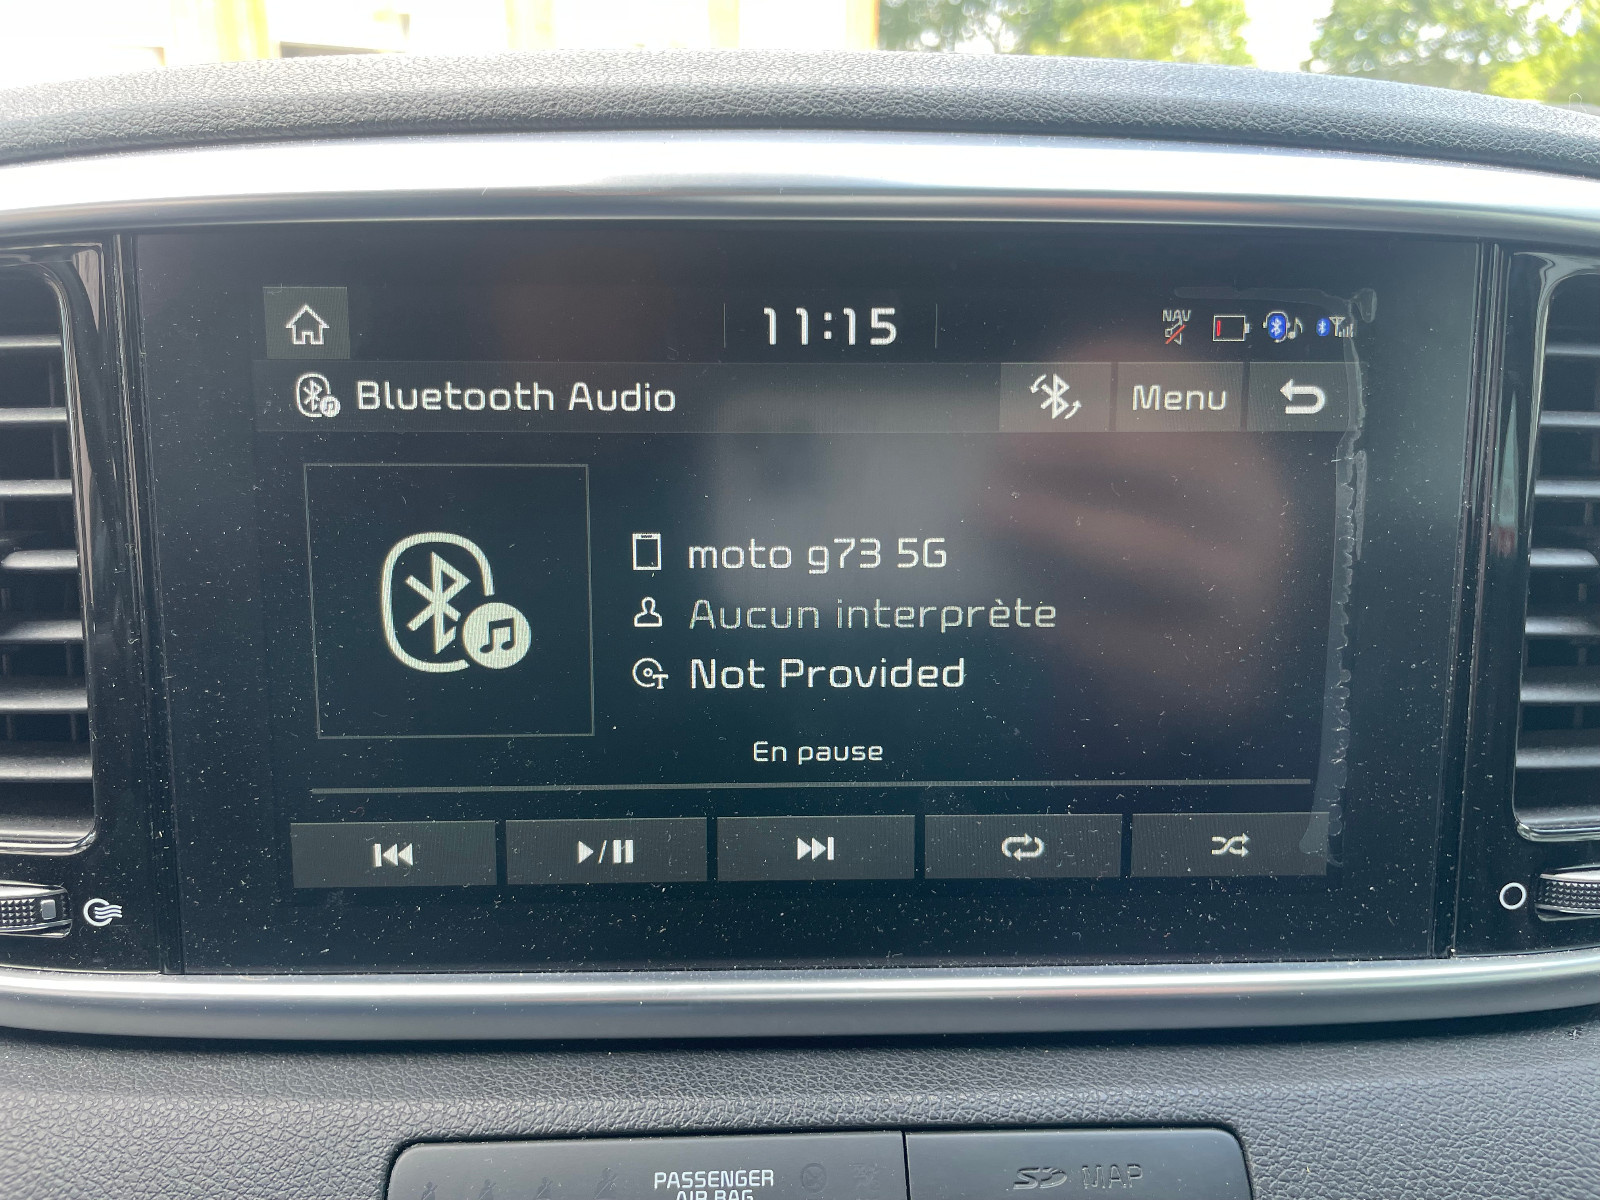 11:15
NAV
Bluetooth Audio
Menu
moto g73 5G
Aucun interprète
Not Provided
En pause
PASSENGER
AIR BAG
SD MAP